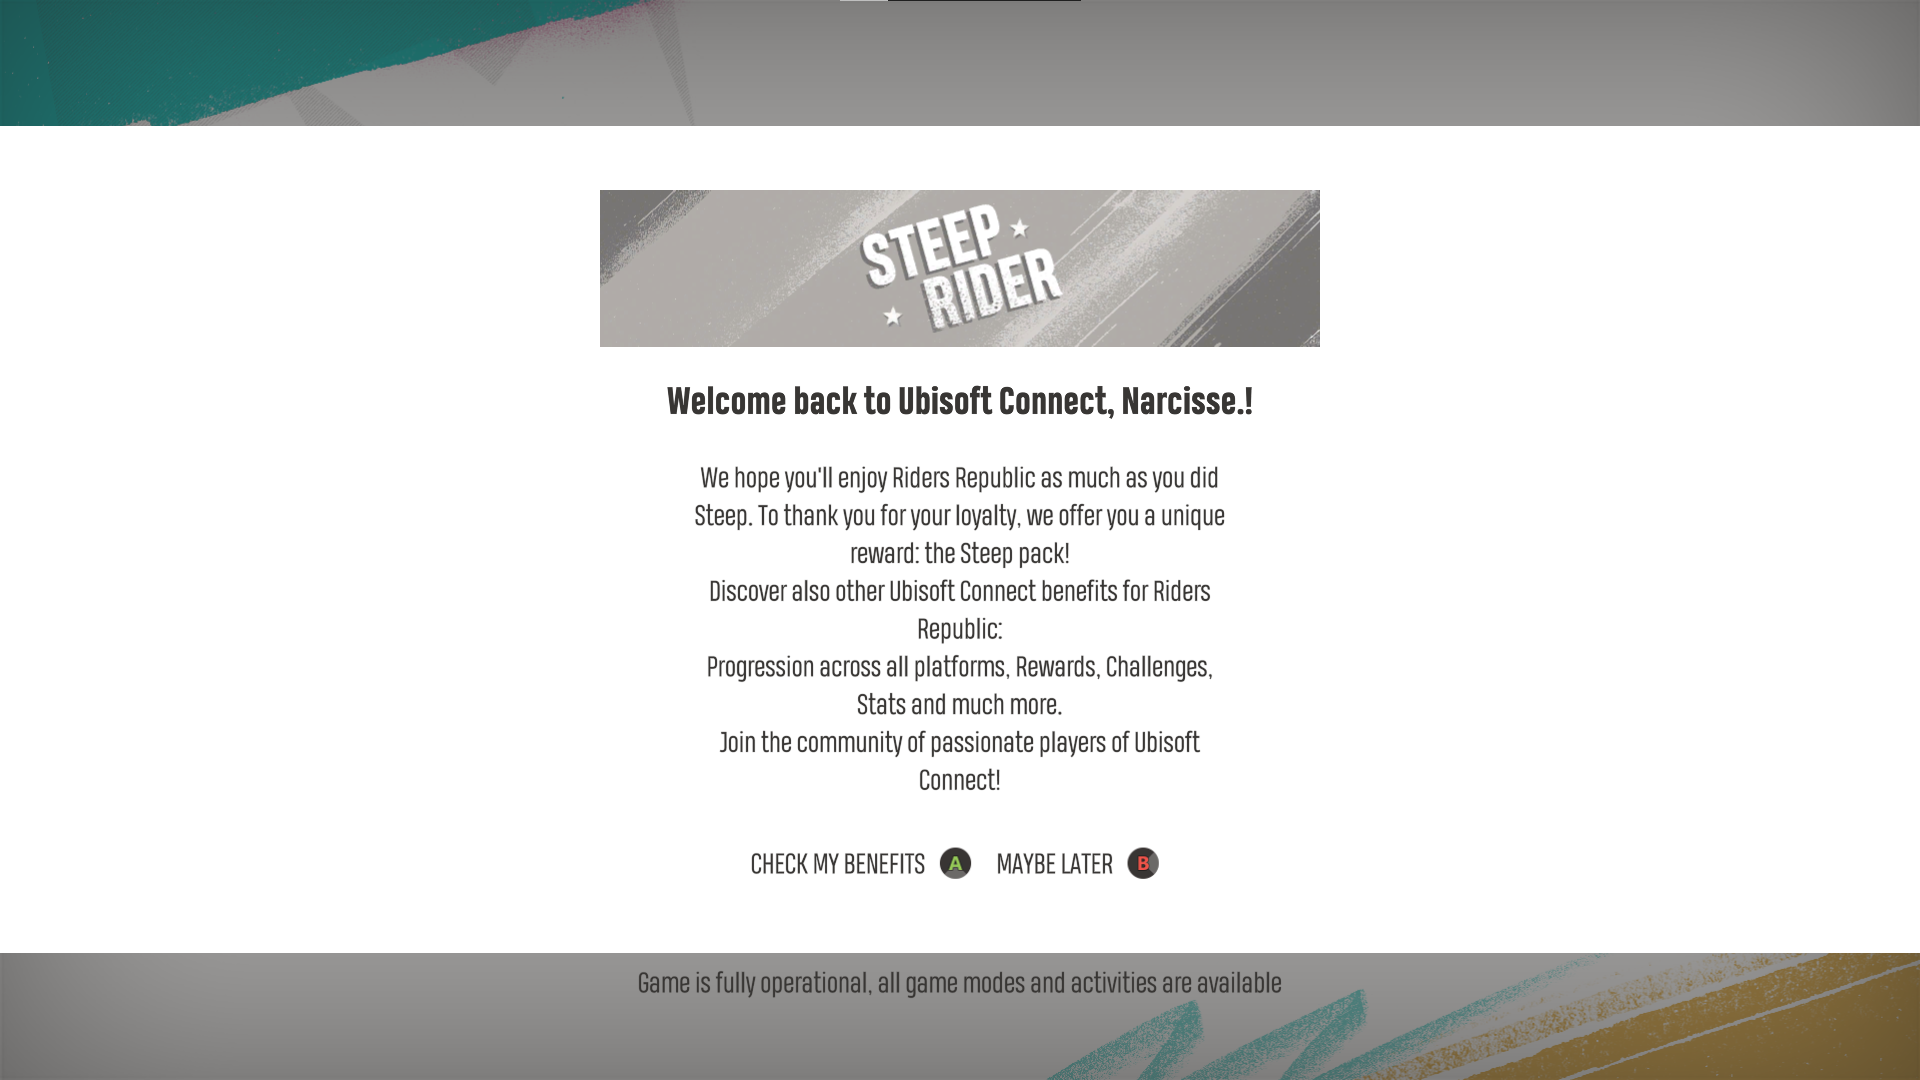 STEEP
RIDER
Welcome back to Ubisoft Connect, Narcisse.!
We hope you'll enjoy Riders Republic as much as you did
Steep. To thank you for your loyalty, we offer you a unique
reward: the Steep pack!
Discover also other Ubisoft Connect benefits for Riders
Republic:
Progression across all platforms, Rewards, Challenges,
Stats and much more.
Join the community of passionate players of Ubisoft
Connect!
CHECK MY BENEFITS A MAYBE LATER B
Game is fully operational, all game modes and activities are available